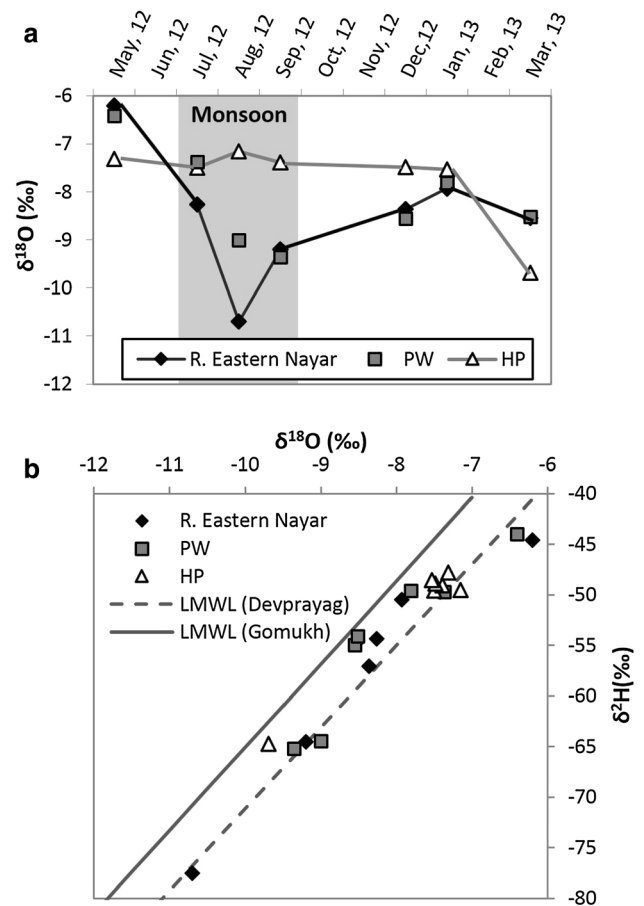 a
May, 12
Jun, 12
Jul, 12
Aug, 12
Sep, 12
Oct, 12
Nov, 12
Dec,12
Jan, 13
Feb, 13
Mar, 13
-6
-7
-8
-9
-10
-11
-12
δ18O (‰)
Monsoon
R. Eastern Nayar PW HP
b
δ18O (‰)
-12 -11 -10 -9 -8 -7 -6
R. Eastern Nayar
PW
HP
LMWL (Devprayag)
LMWL (Gomukh)
-40
-45
-50
-55
-60
-65
-70
-75
-80
δ2H(‰)